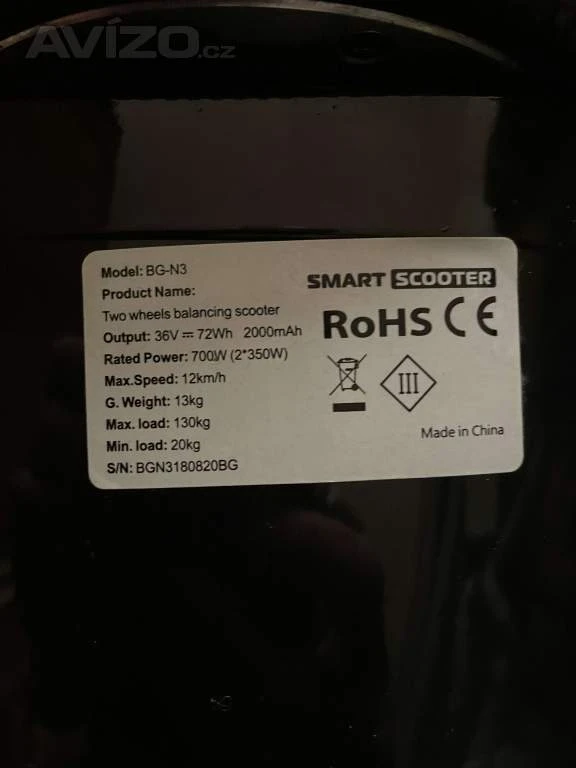 AVÍZO.cz
Model: BG-N3
Product Name:
Two wheels balancing scooter
Output: 36V⎓72Wh 2000mAh
Rated Power: 700W (2*350W)
Max.Speed: 12km/h
G. Weight: 13kg
Max. load: 130kg
Min. load: 20kg
S/N: BGN3180820BG
SMART SCOOTER
RoHS CE
III
Made in China